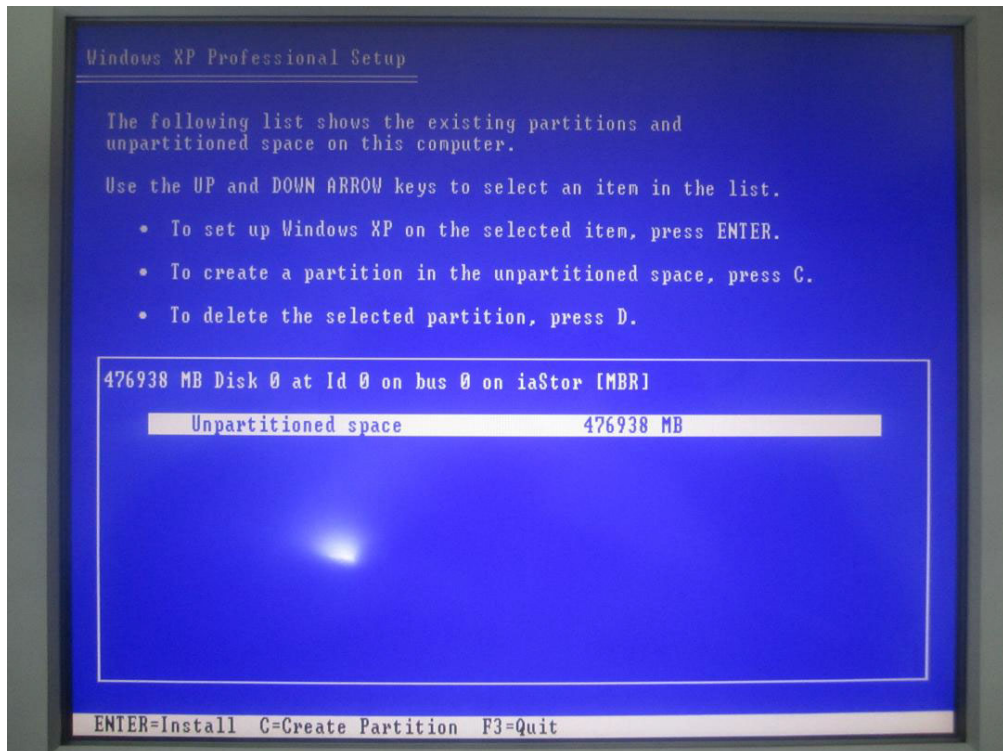 Windows XP Professional Setup
The following list shows the existing partitions and
unpartitioned space on this computer.
Use the UP and DOWN ARROW keys to select an item in the list.
• To set up Windows XP on the selected item, press ENTER.
• To create a partition in the unpartitioned space, press C.
• To delete the selected partition, press D.
476938 MB Disk 0 at Id 0 on bus 0 on iaStor [MBR]
Unpartitioned space 476938 MB
ENTER=Install C=Create Partition F3=Quit